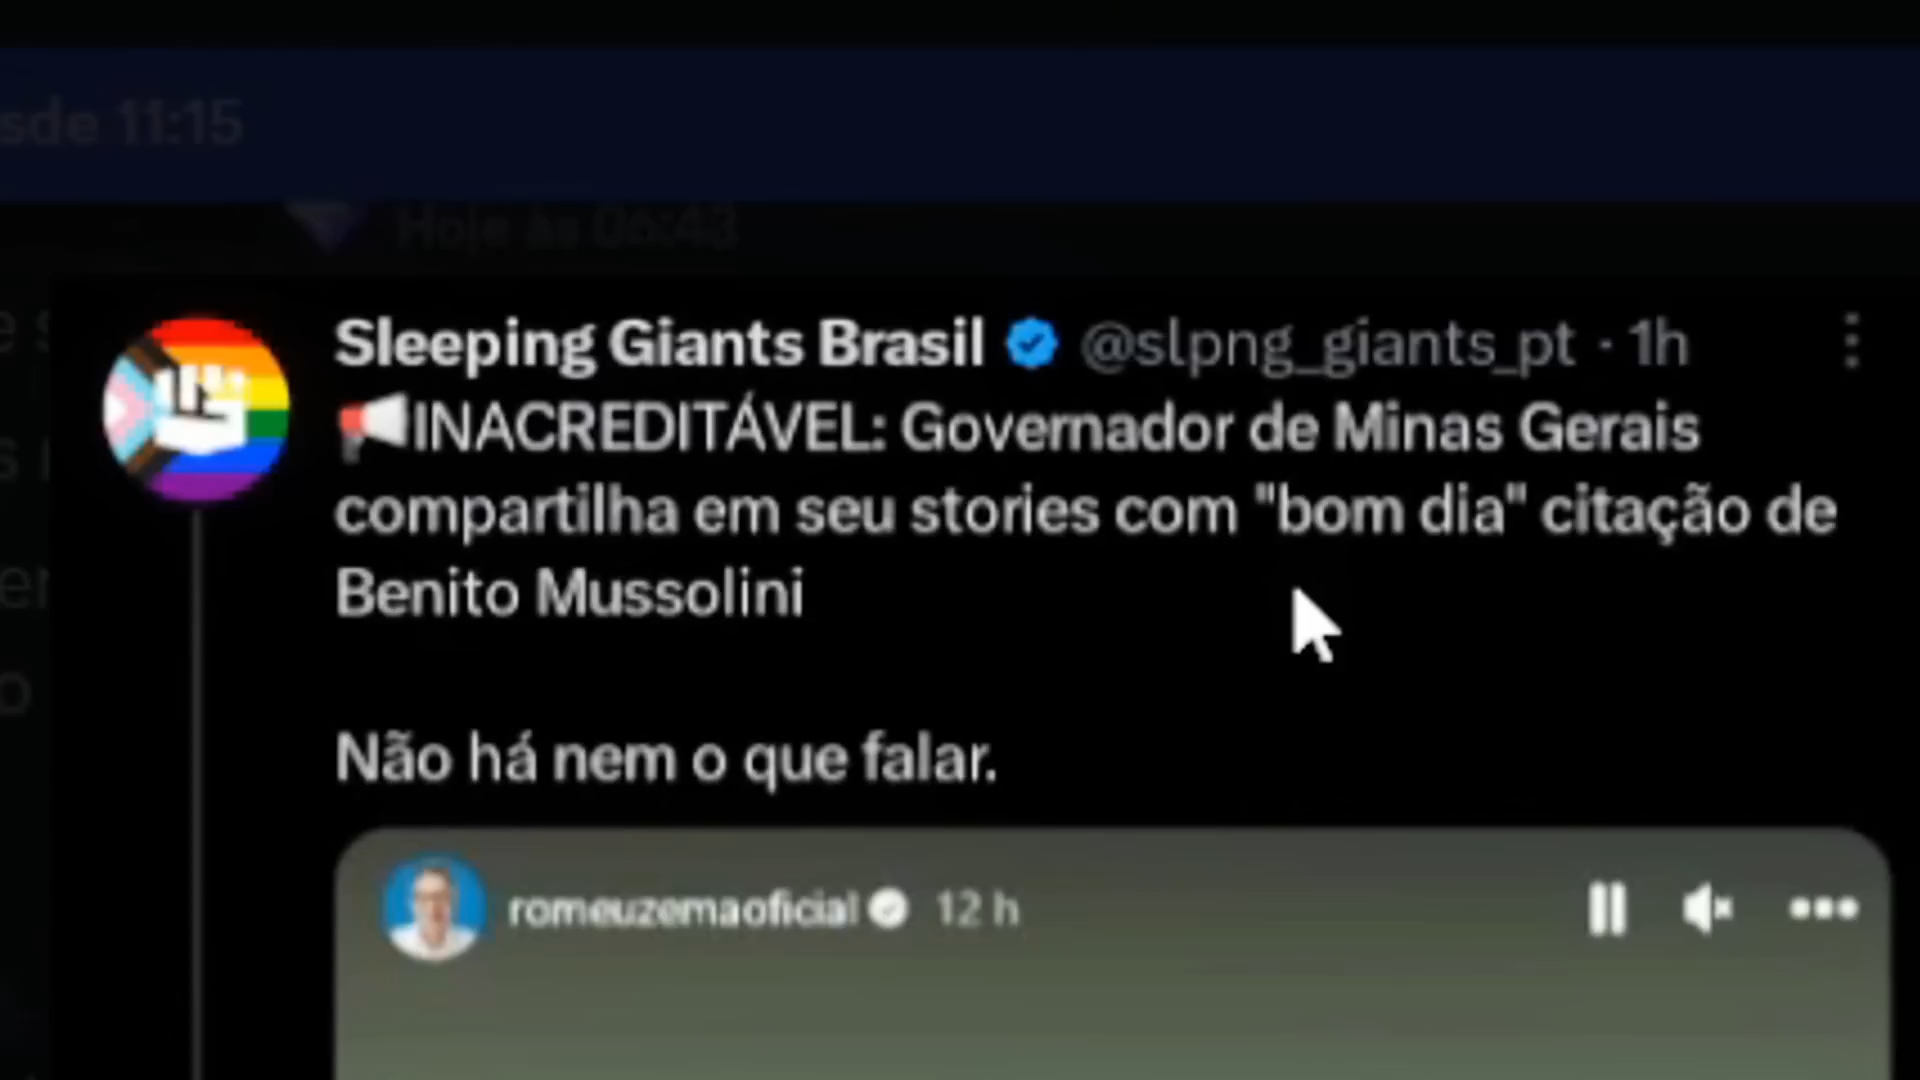 sde 11:15
Hoje às 06:43
Sleeping Giants Brasil @slpng_giants_pt · 1h
INACREDITÁVEL: Governador de Minas Gerais
compartilha em seu stories com "bom dia" citação de
Benito Mussolini
Não há nem o que falar.
romeuzemaoficial 12 h